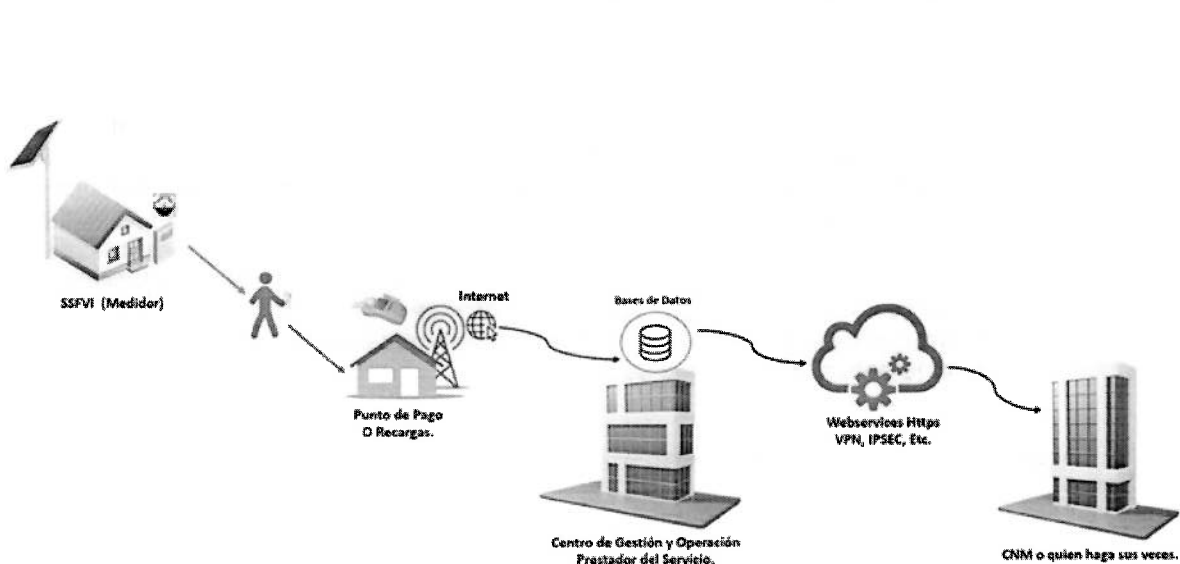 SSFVI (Medidor)
Internet
Punto de Pago
O Recargas.
Bases de Datos
Centro de Gestión y Operación
Prestador del Servicio.
Webservices Https
VPN, IPSEC, Etc.
CNM o quien haga sus veces.